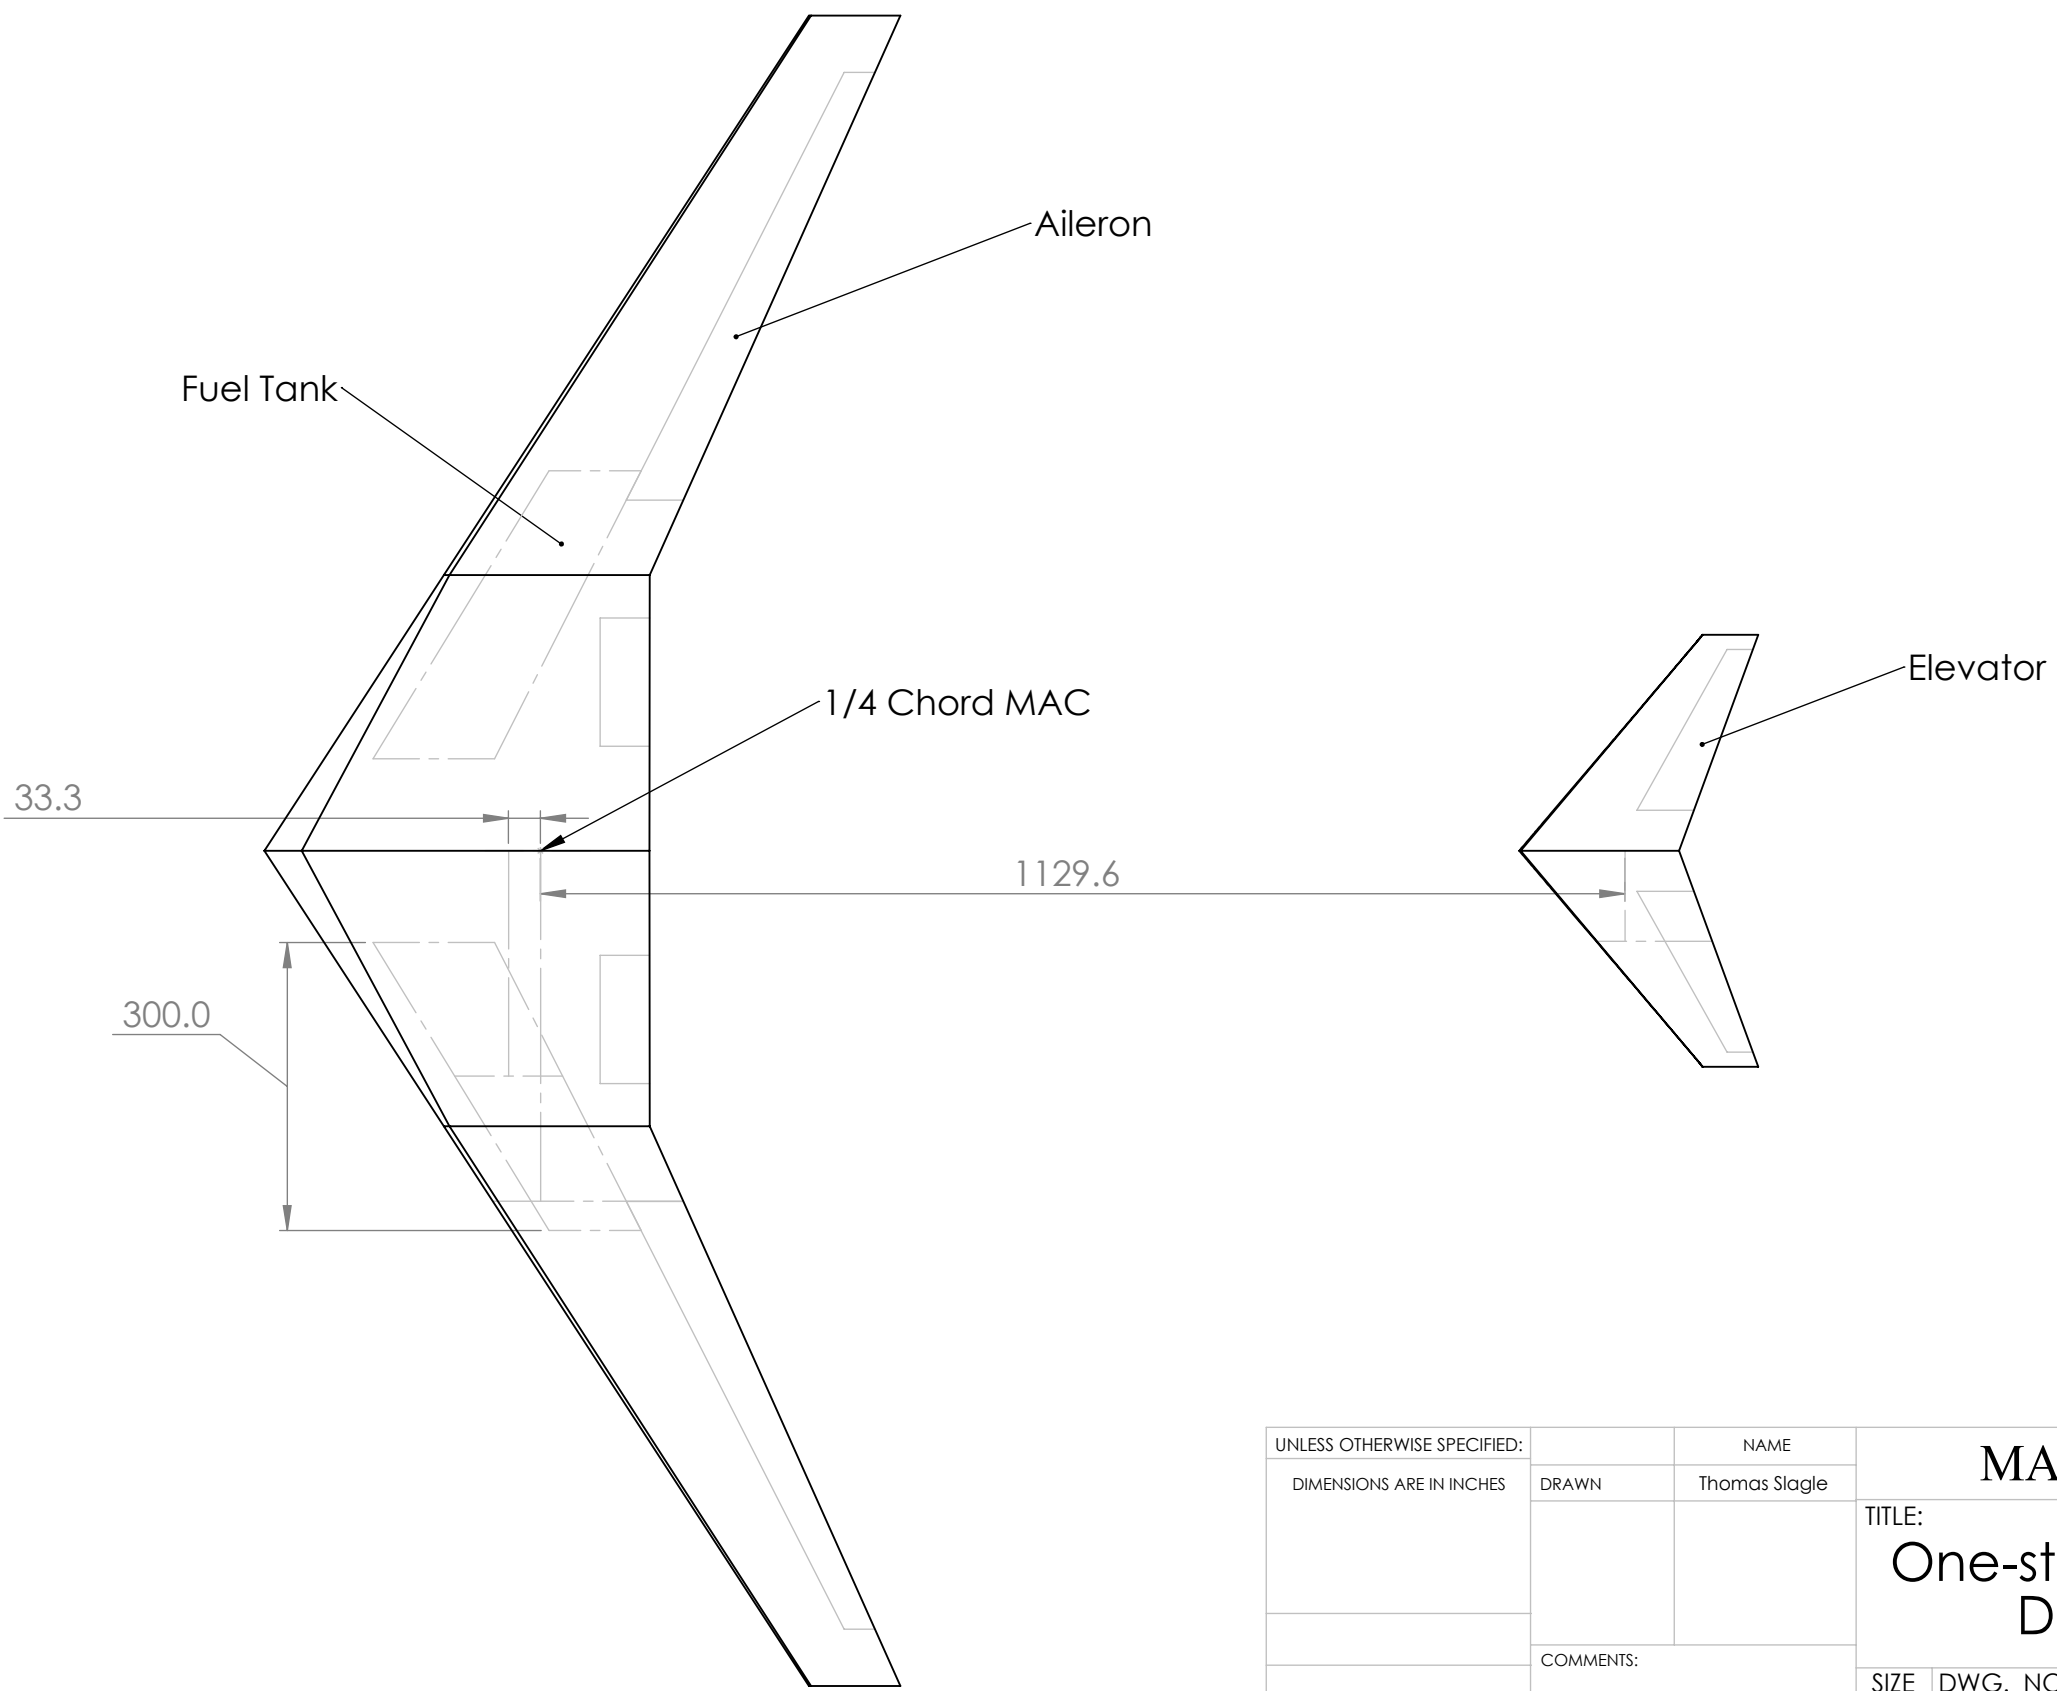 Aileron
Fuel Tank
Elevator
1/4 Chord MAC
33.3
1129.6
300.0
UNLESS OTHERWISE SPECIFIED:
DIMENSIONS ARE IN INCHES
NAME
DRAWN
Thomas Slagle
COMMENTS:
MA
TITLE:
One-st
D
SIZE
DWG. NO